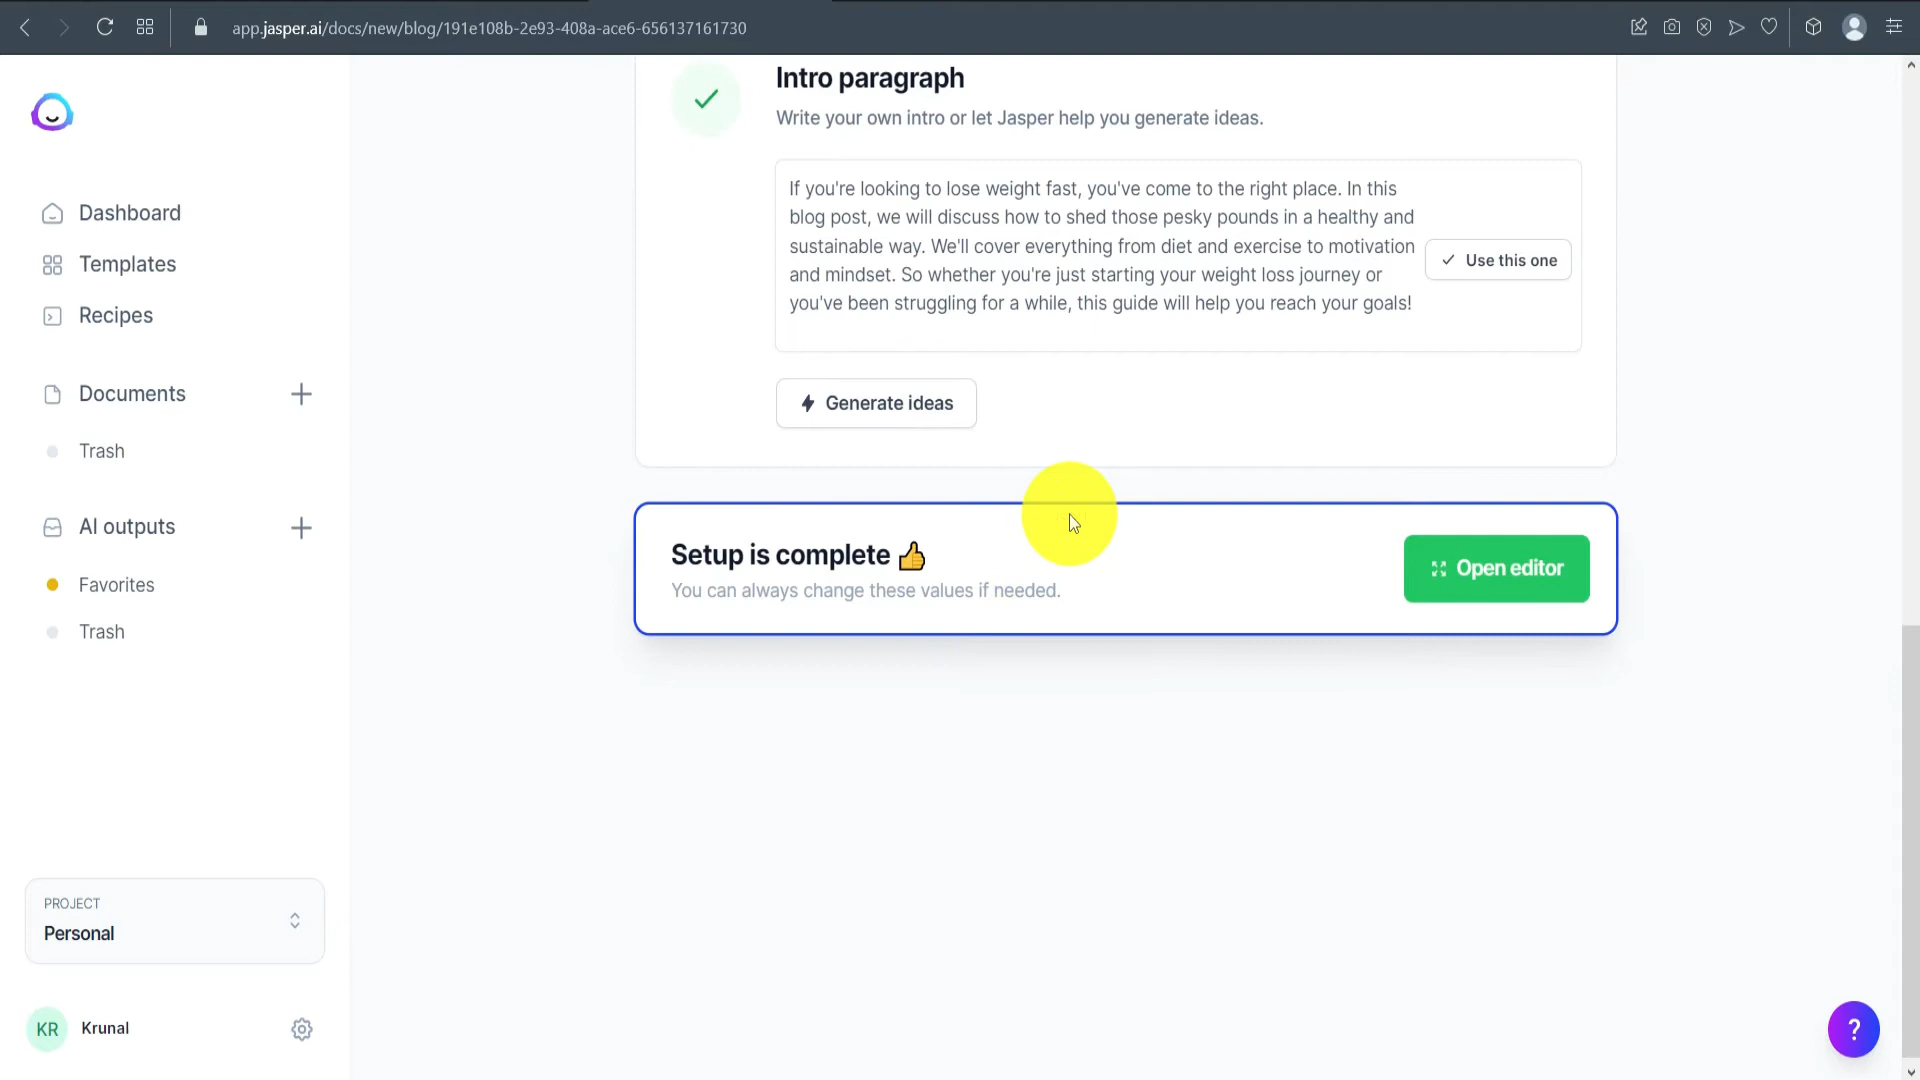 app.jasper.ai/docs/new/blog/191e108b-2e93-408a-ace6-656137161730
Dashboard
Templates
Recipes
Documents
Trash
AI outputs
Favorites
Trash
PROJECT
Personal
KR
Krunal
Intro paragraph
Write your own intro or let Jasper help you generate ideas.
If you're looking to lose weight fast, you've come to the right place. In this
blog post, we will discuss how to shed those pesky pounds in a healthy and
sustainable way. We'll cover everything from diet and exercise to motivation
and mindset. So whether you're just starting your weight loss journey or
you've been struggling for a while, this guide will help you reach your goals!
Use this one
Generate ideas
Setup is complete 👍
You can always change these values if needed.
Open editor
?